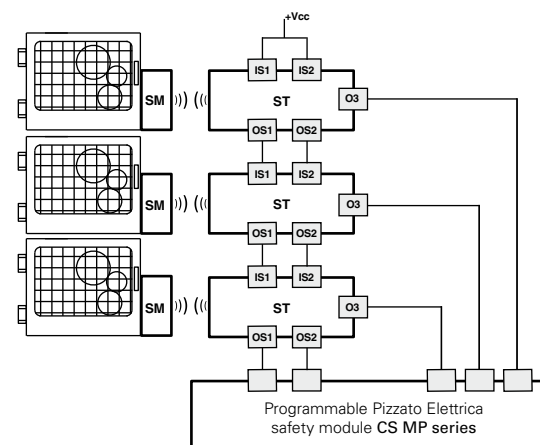 +Vcc
IS1 IS2
SM ST O3
OS1 OS2
IS1 IS2
SM ST O3
OS1 OS2
IS1 IS2
SM ST O3
OS1 OS2
Programmable Pizzato Elettrica
safety module CS MP series